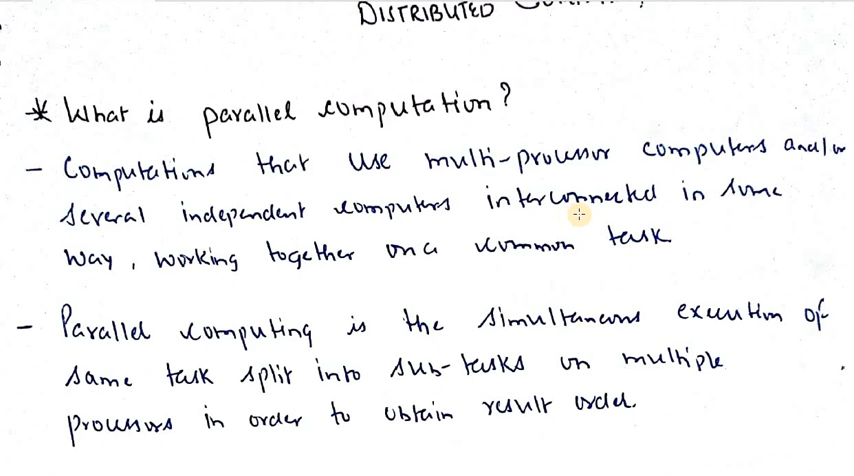 DISTRIBUTED
* What is parallel computation?
- Computations that use multi-processor computers and/or
several independent computers interconnected in some
way, working together on a common task
- Parallel computing is the simultaneous execution of
same task split into sub-tasks on multiple
processors in order to obtain result